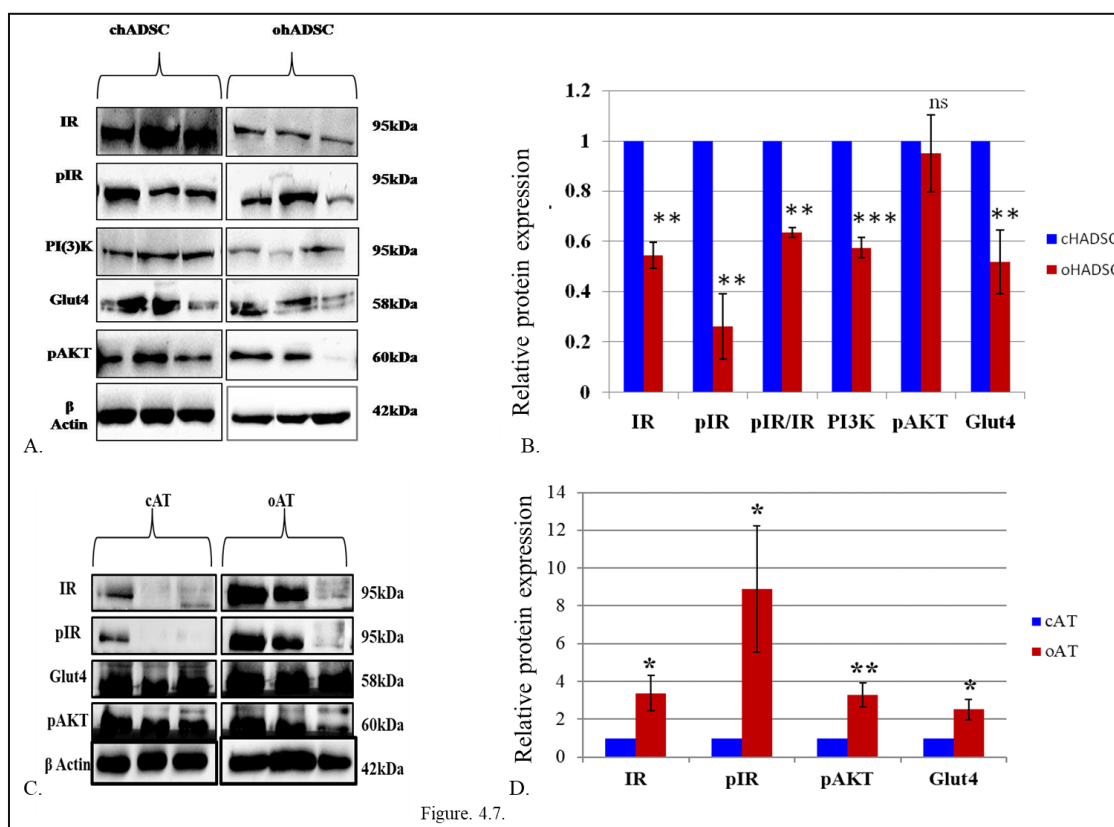 chADSC ohADSC
IR 95kDa
pIR 95kDa
PI(3)K 95kDa
Glut4 58kDa
pAKT 60kDa
β Actin 42kDa
A.
Relative protein expression
1.2
1
0.8
0.6
0.4
0.2
0
** ** ** *** ns **
IR pIR pIR/IR PI3K pAKT Glut4
cHADSC
oHADSC
B.
cAT oAT
IR 95kDa
pIR 95kDa
Glut4 58kDa
pAKT 60kDa
β Actin 42kDa
C.
Relative protein expression
14
12
10
8
6
4
2
0
* * ** *
IR pIR pAKT Glut4
cAT
oAT
D.
Figure. 4.7.